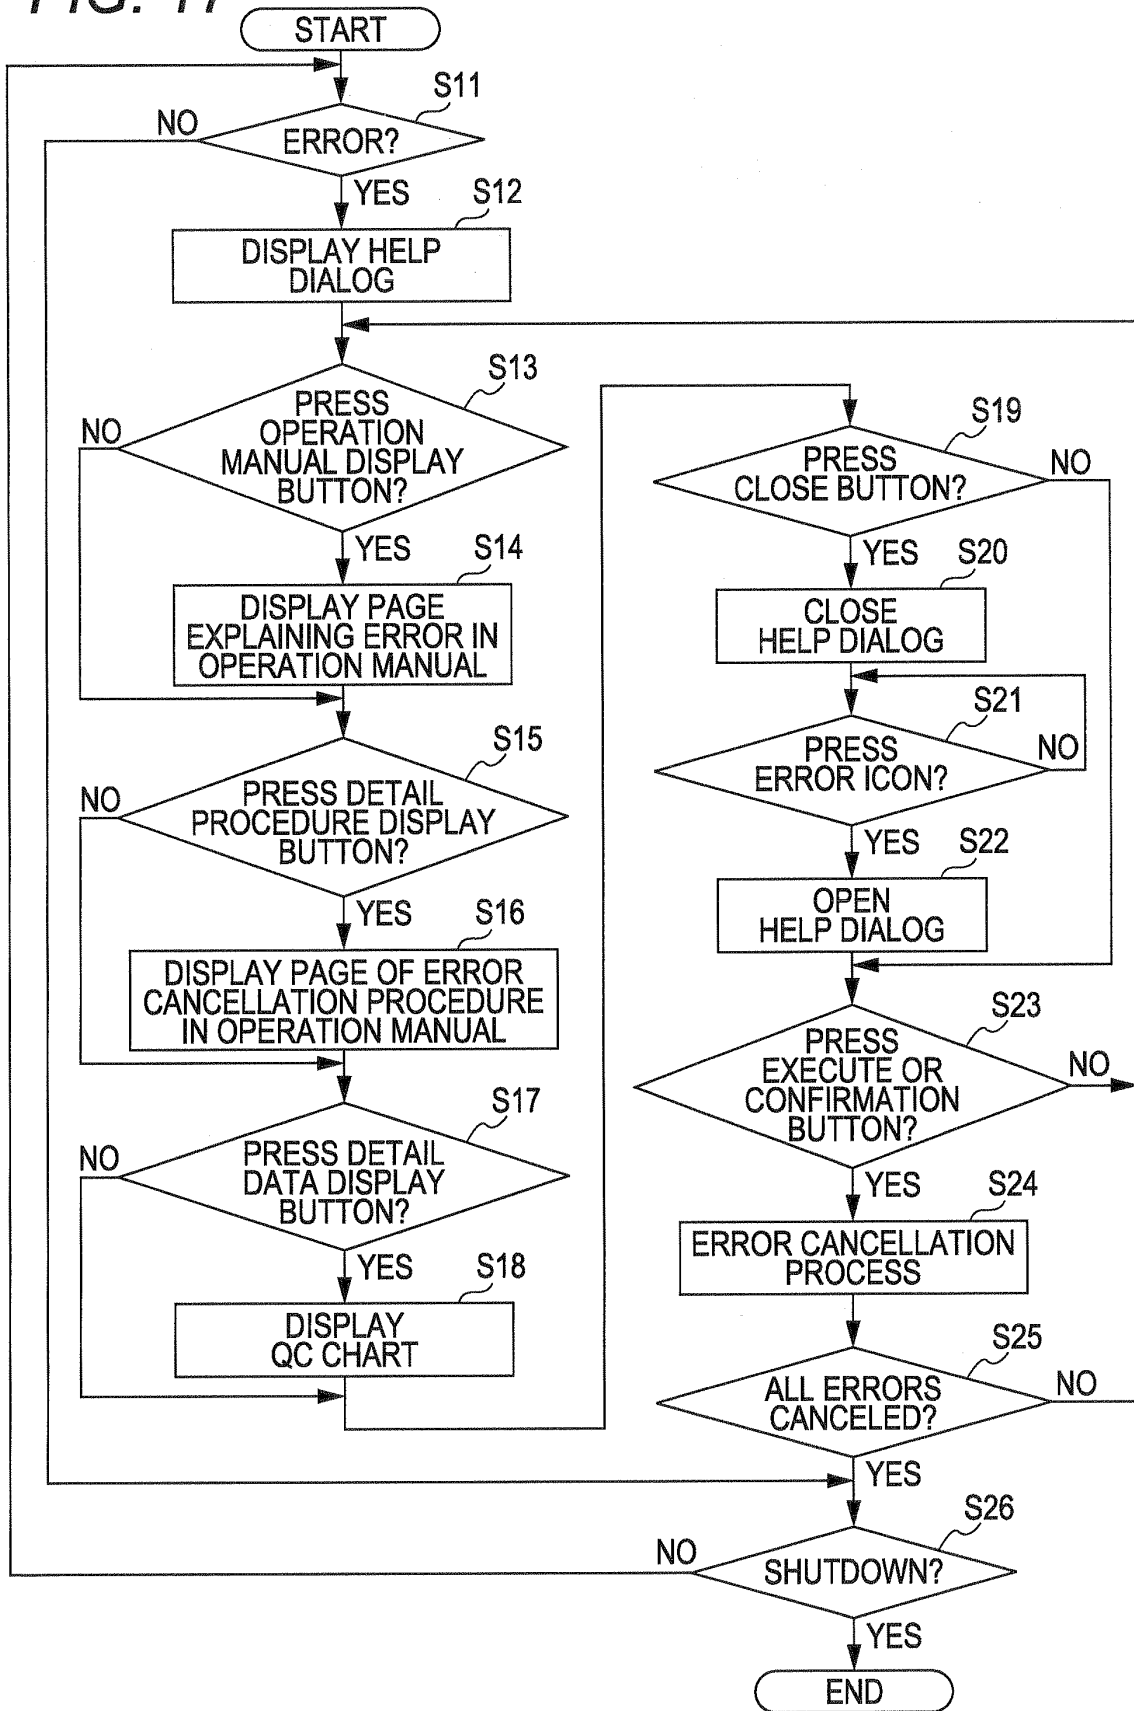 FIG. 17
START
S11
NO
ERROR?
YES
S12
DISPLAY HELP
DIALOG
S13
NO
PRESS
OPERATION
MANUAL DISPLAY
BUTTON?
YES
S14
DISPLAY PAGE
EXPLAINING ERROR IN
OPERATION MANUAL
S15
NO
PRESS DETAIL
PROCEDURE DISPLAY
BUTTON?
YES
S16
DISPLAY PAGE OF ERROR
CANCELLATION PROCEDURE
IN OPERATION MANUAL
S17
NO
PRESS DETAIL
DATA DISPLAY
BUTTON?
YES
S18
DISPLAY
QC CHART
S19
PRESS
CLOSE BUTTON?
NO
YES
S20
CLOSE
HELP DIALOG
S21
PRESS
ERROR ICON?
NO
YES
S22
OPEN
HELP DIALOG
S23
PRESS
EXECUTE OR
CONFIRMATION
BUTTON?
NO
YES
S24
ERROR CANCELLATION
PROCESS
S25
ALL ERRORS
CANCELED?
NO
YES
S26
NO
SHUTDOWN?
YES
END